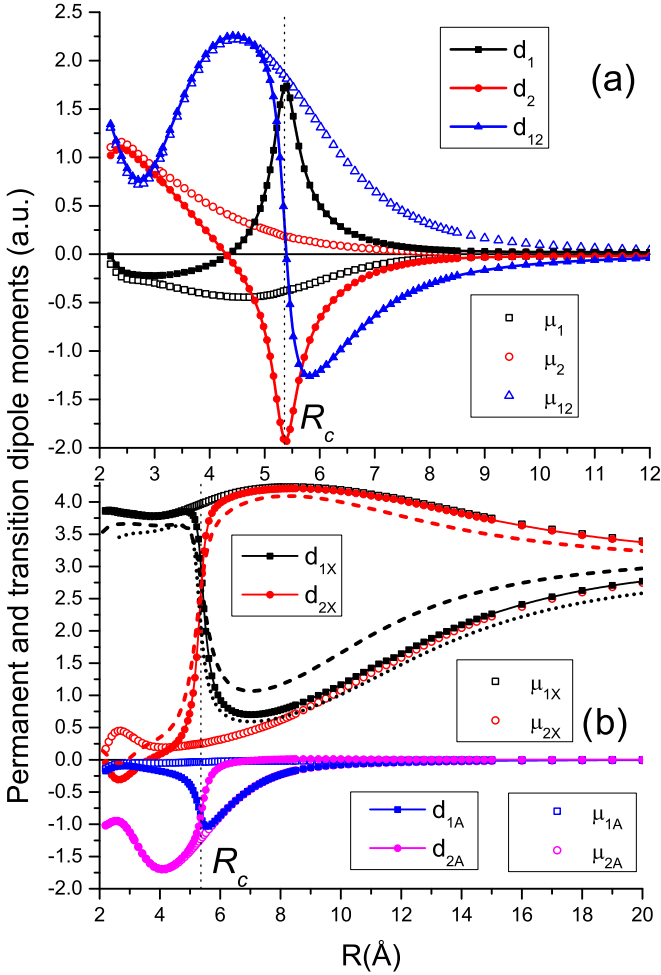 Permanent and transition dipole moments (a.u.)
2.5
2.0
1.5
1.0
0.5
0.0
-0.5
-1.0
-1.5
-2.0
d1
d2
d12
(a)
μ1
μ2
μ12
Rc
2 3 4 5 6 7 8 9 10 11 12
4.0
3.5
3.0
2.5
2.0
1.5
1.0
0.5
0.0
-0.5
-1.0
-1.5
-2.0
d1X
d2X
μ1X
μ2X
(b)
d1A
d2A
μ1A
μ2A
Rc
2 4 6 8 10 12 14 16 18 20
R(Å)